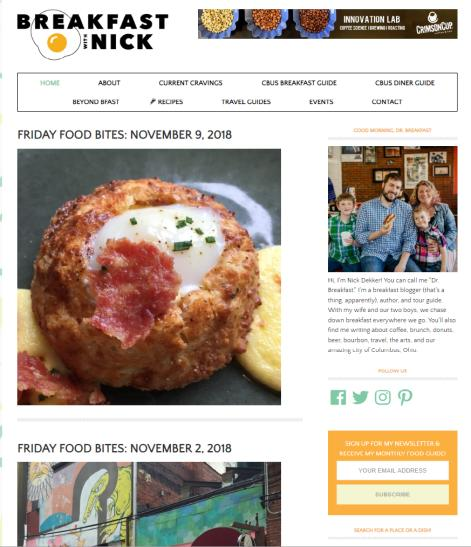 BREAKFAST
WITH
NICK
INNOVATION LAB
COFFEE SCIENCE | BREWING | ROASTING
CRIMSON CUP
HOME
ABOUT
CURRENT CRAVINGS
CBUS BREAKFAST GUIDE
CBUS DINER GUIDE
BEYOND BFAST
RECIPES
TRAVEL GUIDES
EVENTS
CONTACT
FRIDAY FOOD BITES: NOVEMBER 9, 2018
FRIDAY FOOD BITES: NOVEMBER 2, 2018
GOOD MORNING, DR. BREAKFAST
Hi, I'm Nick Dekker! You can call me "Dr.
Breakfast." I'm a breakfast blogger (that's a
thing, apparently), author, and tour guide.
With my wife and our two boys, we chase
down breakfast everywhere we go. You'll also
find me writing about coffee, brunch, donuts,
beer, bourbon, travel, the arts, and our
amazing city of Columbus, Ohio.
FOLLOW US
SIGN UP FOR MY NEWSLETTER &
RECEIVE MY MONTHLY FOOD GUIDE!
YOUR EMAIL ADDRESS
SUBSCRIBE
SEARCH FOR A PLACE OR A DISH?